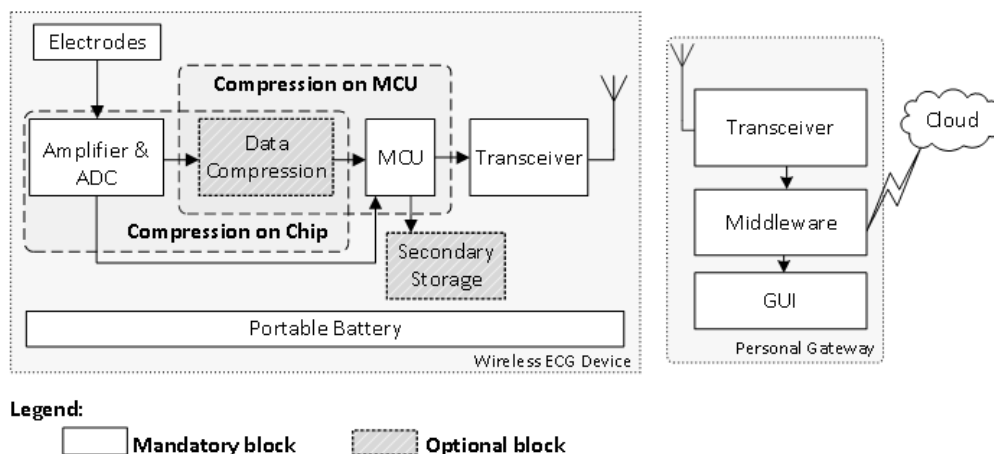 Electrodes
Compression on MCU
Amplifier &
ADC
Data
Compression
MCU
Transceiver
Compression on Chip
Secondary
Storage
Portable Battery
Wireless ECG Device
Transceiver
Cloud
Middleware
GUI
Personal Gateway
Legend:
Mandatory block
Optional block